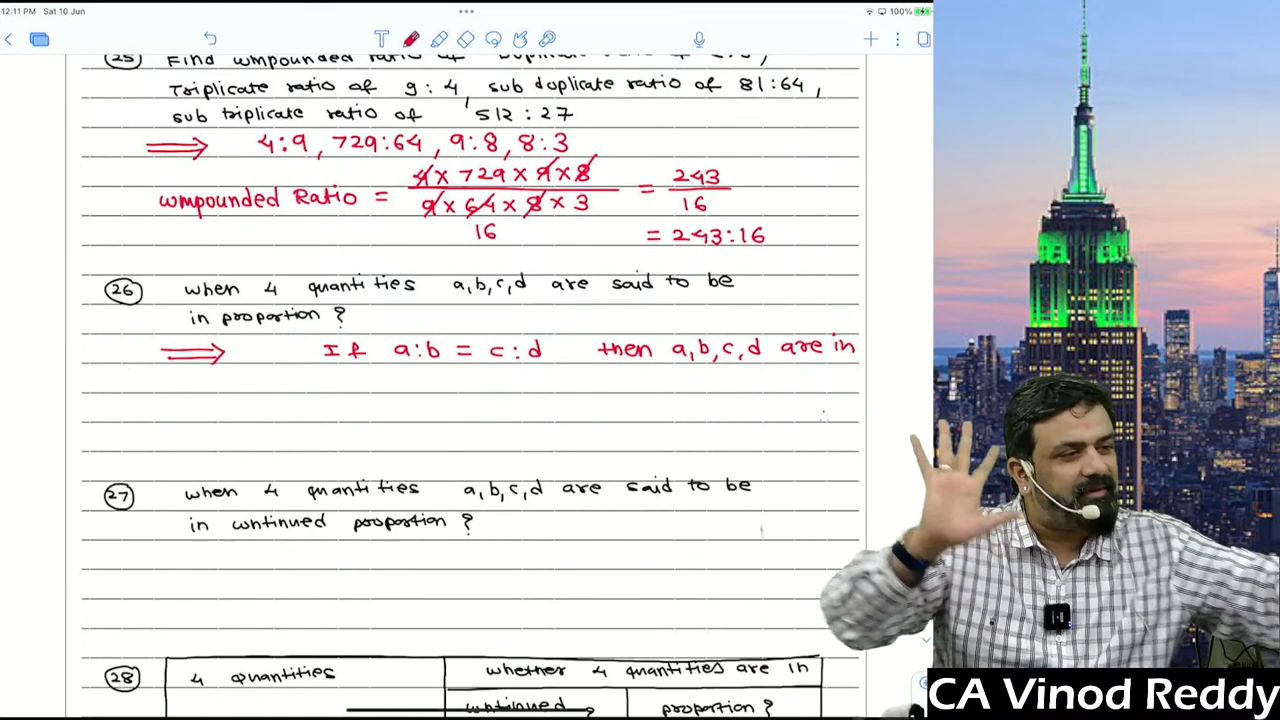 12:11 PM Sat 10 Jun
100%
25 Find compounded ratio of
Triplicate ratio of 9:4, sub duplicate ratio of 81:64,
sub triplicate ratio of 512:27
⟹ 4:9, 729:64, 9:8, 8:3
compounded Ratio = 4 × 729 × 9 × 8 = 243
9 × 64 × 8 × 3 16
16 = 243:16
26 when 4 quantities a,b,c,d are said to be
in proportion ?
⟹ If a:b = c:d then a,b,c,d are in
27 when 4 quantities a,b,c,d are said to be
in continued proportion ?
28 4 quantities whether 4 quantities are in
continued ? proportion ?
CA Vinod Reddy